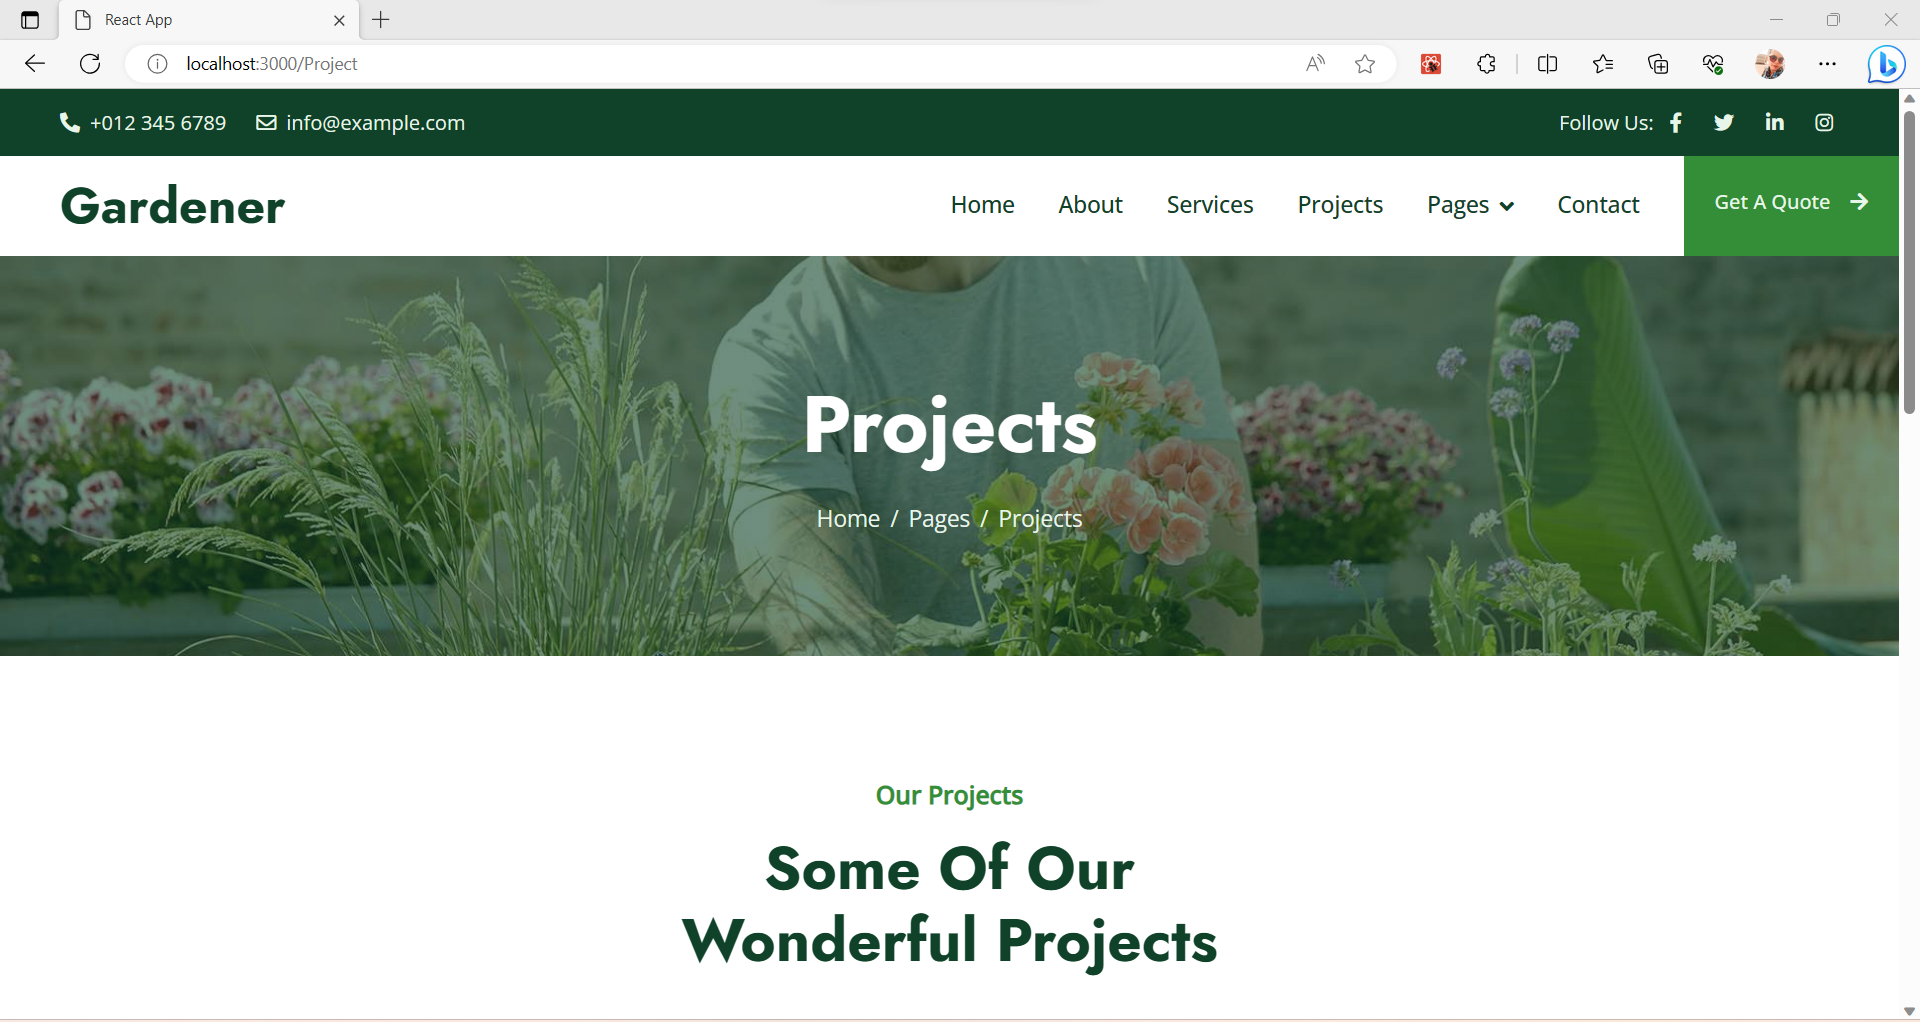 React App
localhost:3000/Project
+012 345 6789 info@example.com Follow Us:
Gardener Home About Services Projects Pages Contact Get A Quote
Projects
Home / Pages / Projects
Our Projects
Some Of Our
Wonderful Projects